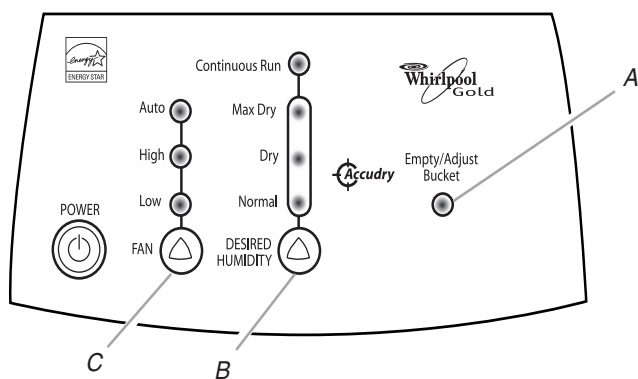 energy
ENERGY STAR
Continuous Run
Whirlpool
Gold
A
Auto
High
Low
Max Dry
Dry
Normal
Accudry
Empty/Adjust
Bucket
POWER
FAN
DESIRED
HUMIDITY
C
B